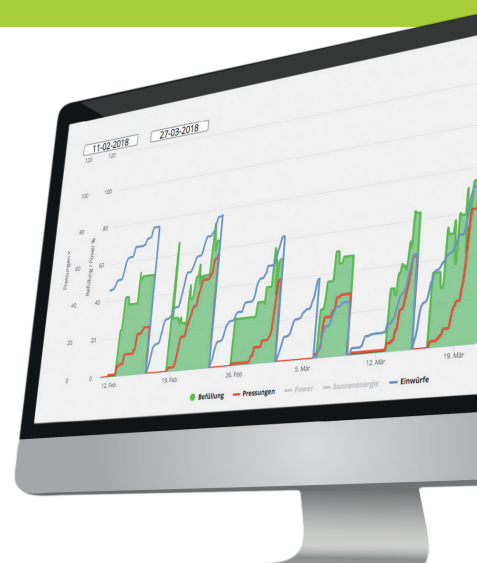 11-02-2018 27-03-2018
120 120
100 100
80 80
60 60
40 40
20 20
0 0
Pressungen =
Befüllung / Power %
12. Feb 19. Feb 26. Feb 5. Mär 12. Mär 19. Mär
Befüllung Pressungen Power Sonnenenergie Einwürfe